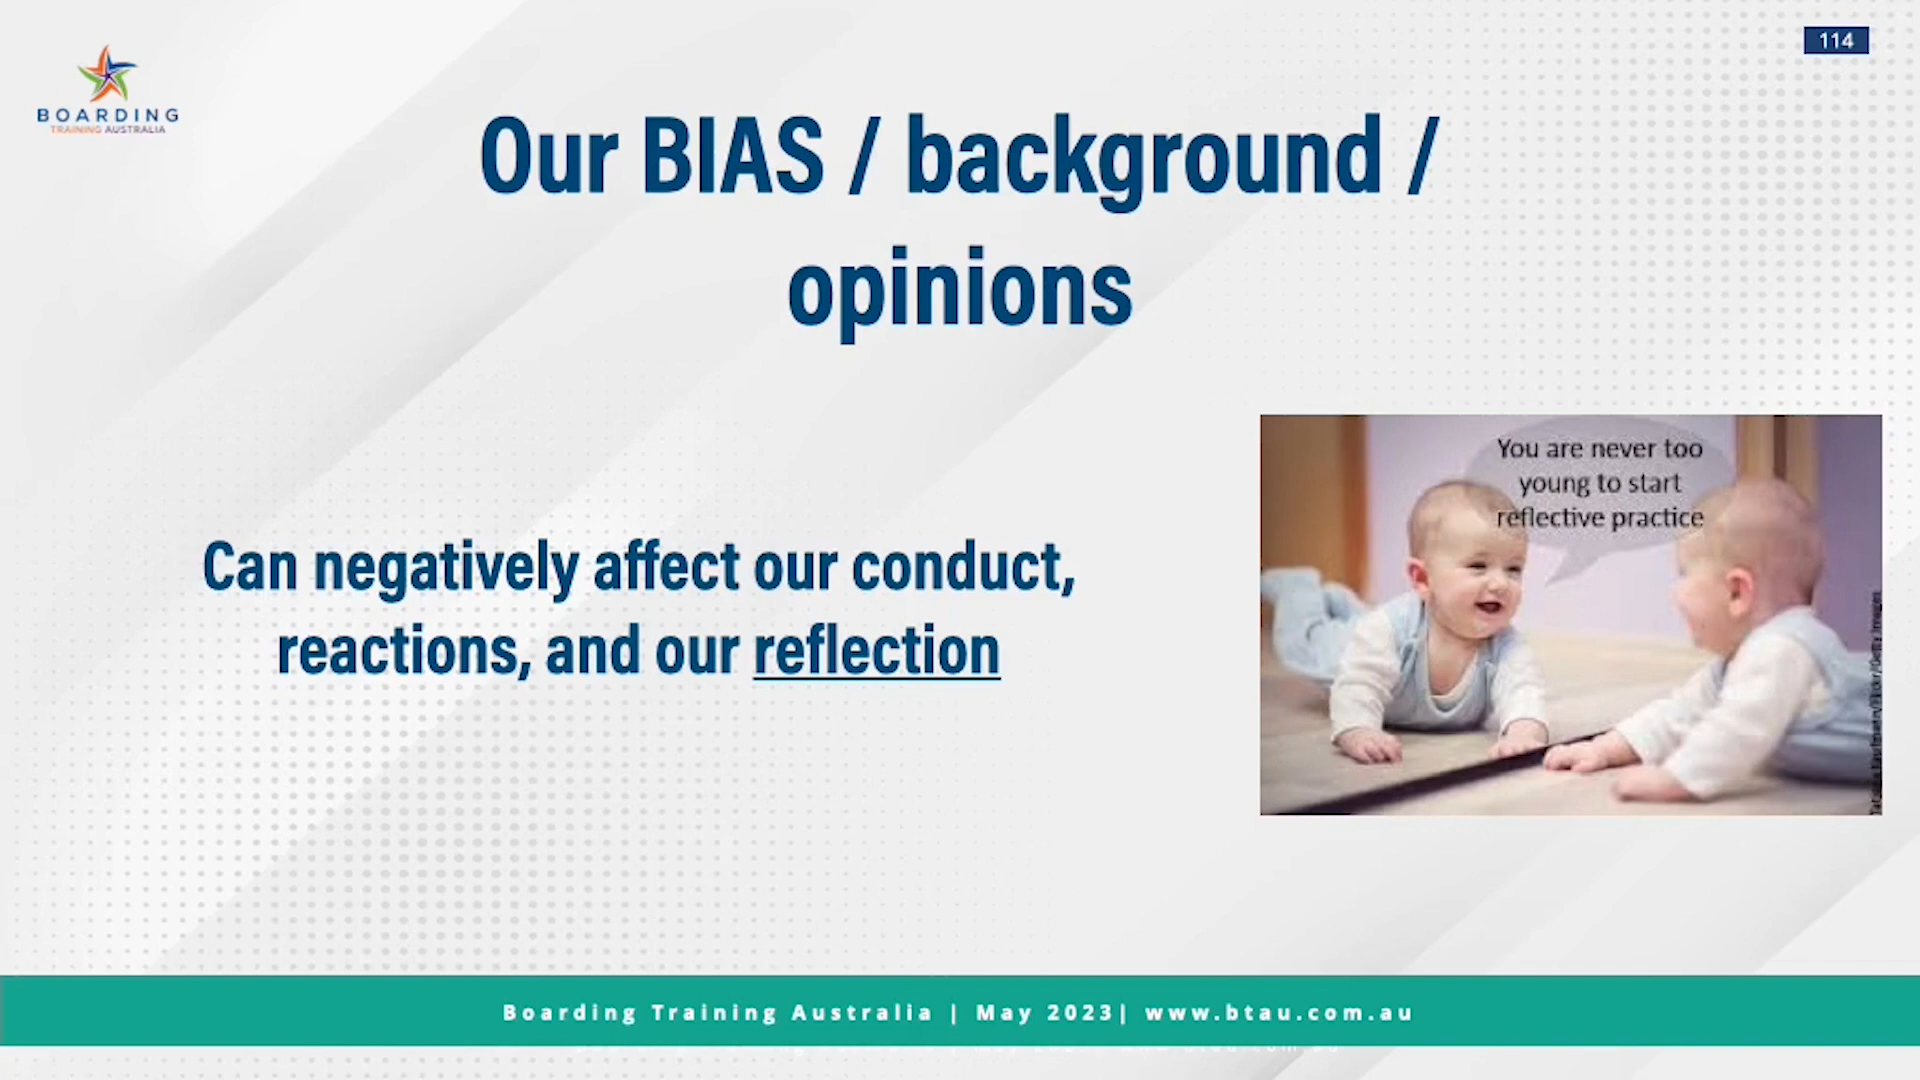 114
BOARDING
TRAINING AUSTRALIA
Our BIAS / background /
opinions
You are never too
young to start
reflective practice
Can negatively affect our conduct,
reactions, and our reflection
Boarding Training Australia | May 2023| www.btau.com.au